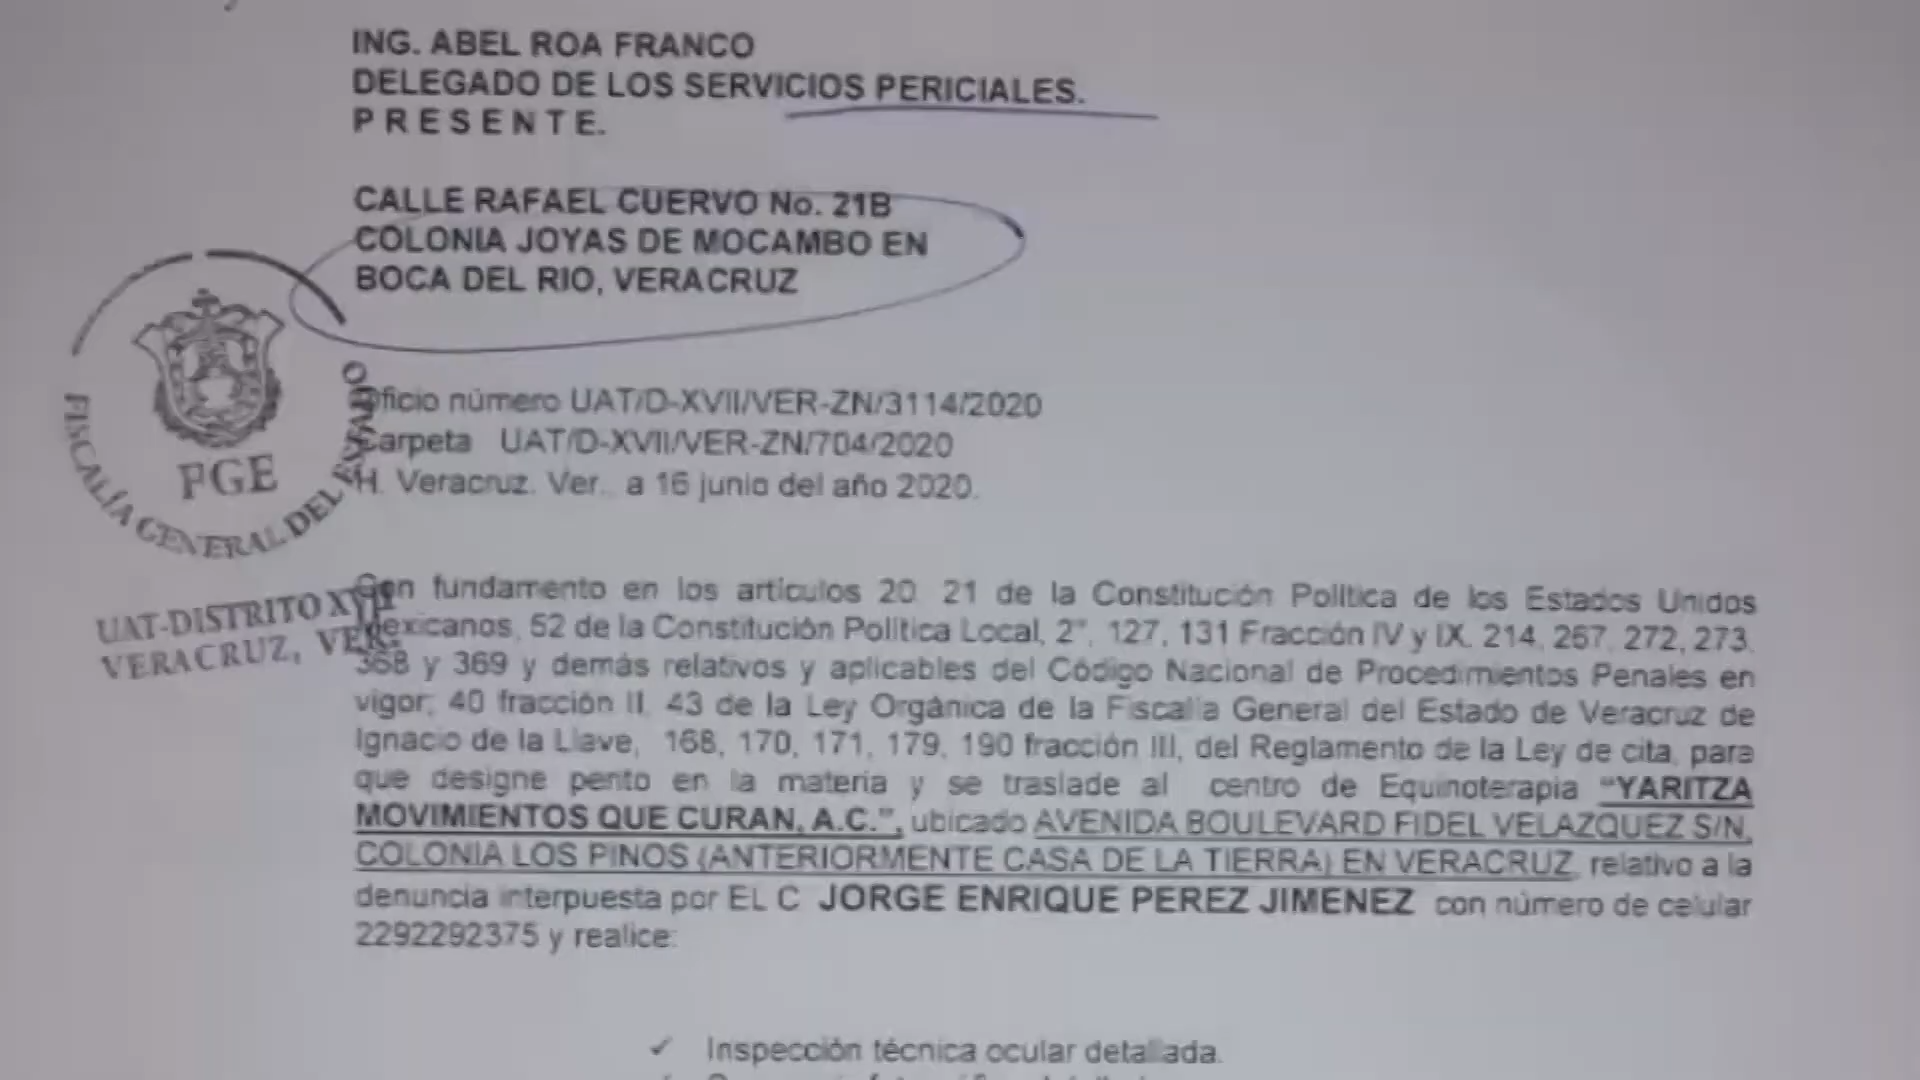 ING. ABEL ROA FRANCO
DELEGADO DE LOS SERVICIOS PERICIALES.
P R E S E N T E.
CALLE RAFAEL CUERVO No. 21B
COLONIA JOYAS DE MOCAMBO EN
BOCA DEL RIO, VERACRUZ
FGE
FISCALÍA GENERAL DEL ESTADO
UAT-DISTRITO XVII
VERACRUZ, VER.
Oficio número UAT/D-XVII/VER-ZN/3114/2020
Carpeta UAT/D-XVII/VER-ZN/704/2020
H. Veracruz. Ver. a 16 junio del año 2020.
Con fundamento en los artículos 20 21 de la Constitución Política de los Estados Unidos
Mexicanos, 52 de la Constitución Política Local, 2°, 127, 131 Fracción IV y IX. 214, 267, 272, 273,
368 y 369 y demás relativos y aplicables del Código Nacional de Procedimientos Penales en
vigor; 40 fracción II, 43 de la Ley Orgánica de la Fiscalía General del Estado de Veracruz de
Ignacio de la Llave, 168, 170, 171, 179, 190 fracción III, del Reglamento de la Ley de cita, para
que designe perito en la materia y se traslade al centro de Equinoterapia “YARITZA
MOVIMIENTOS QUE CURAN, A.C.”, ubicado AVENIDA BOULEVARD FIDEL VELAZQUEZ S/N,
COLONIA LOS PINOS (ANTERIORMENTE CASA DE LA TIERRA) EN VERACRUZ, relativo a la
denuncia interpuesta por EL C JORGE ENRIQUE PEREZ JIMENEZ con número de celular
2292292375 y realice:
✓ Inspección técnica ocular detallada.